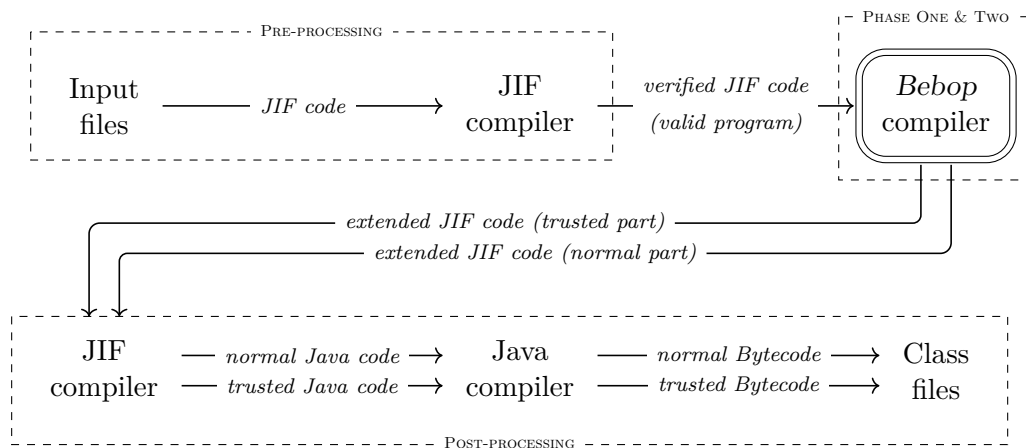 PRE-PROCESSING
PHASE ONE & TWO
Input
files
JIF code
JIF
compiler
verified JIF code
(valid program)
Bebop
compiler
extended JIF code (trusted part)
extended JIF code (normal part)
JIF
compiler
normal Java code
trusted Java code
Java
compiler
normal Bytecode
trusted Bytecode
Class
files
POST-PROCESSING